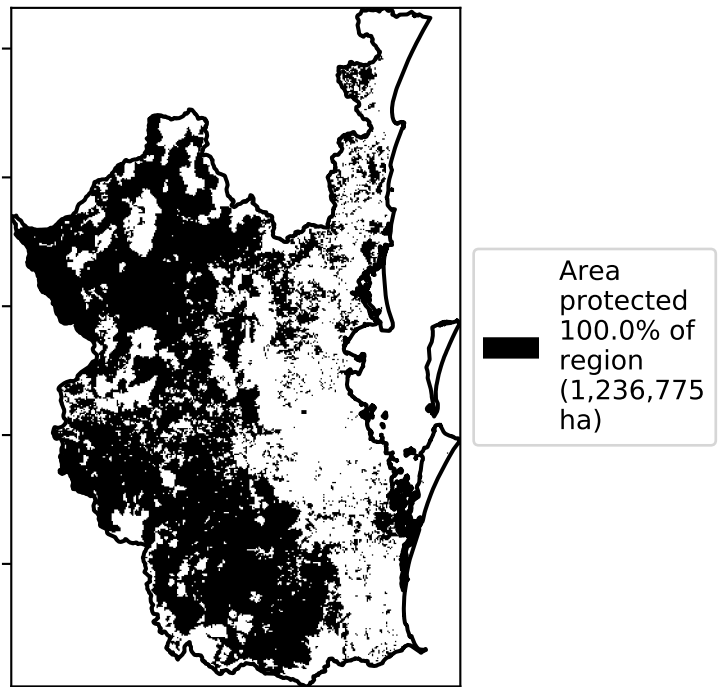 Area
protected
100.0% of
region
(1,236,775
ha)